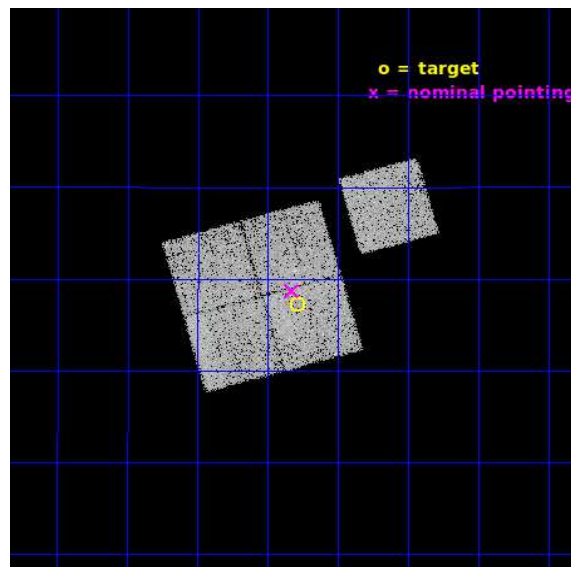 o = target
x = nominal pointing